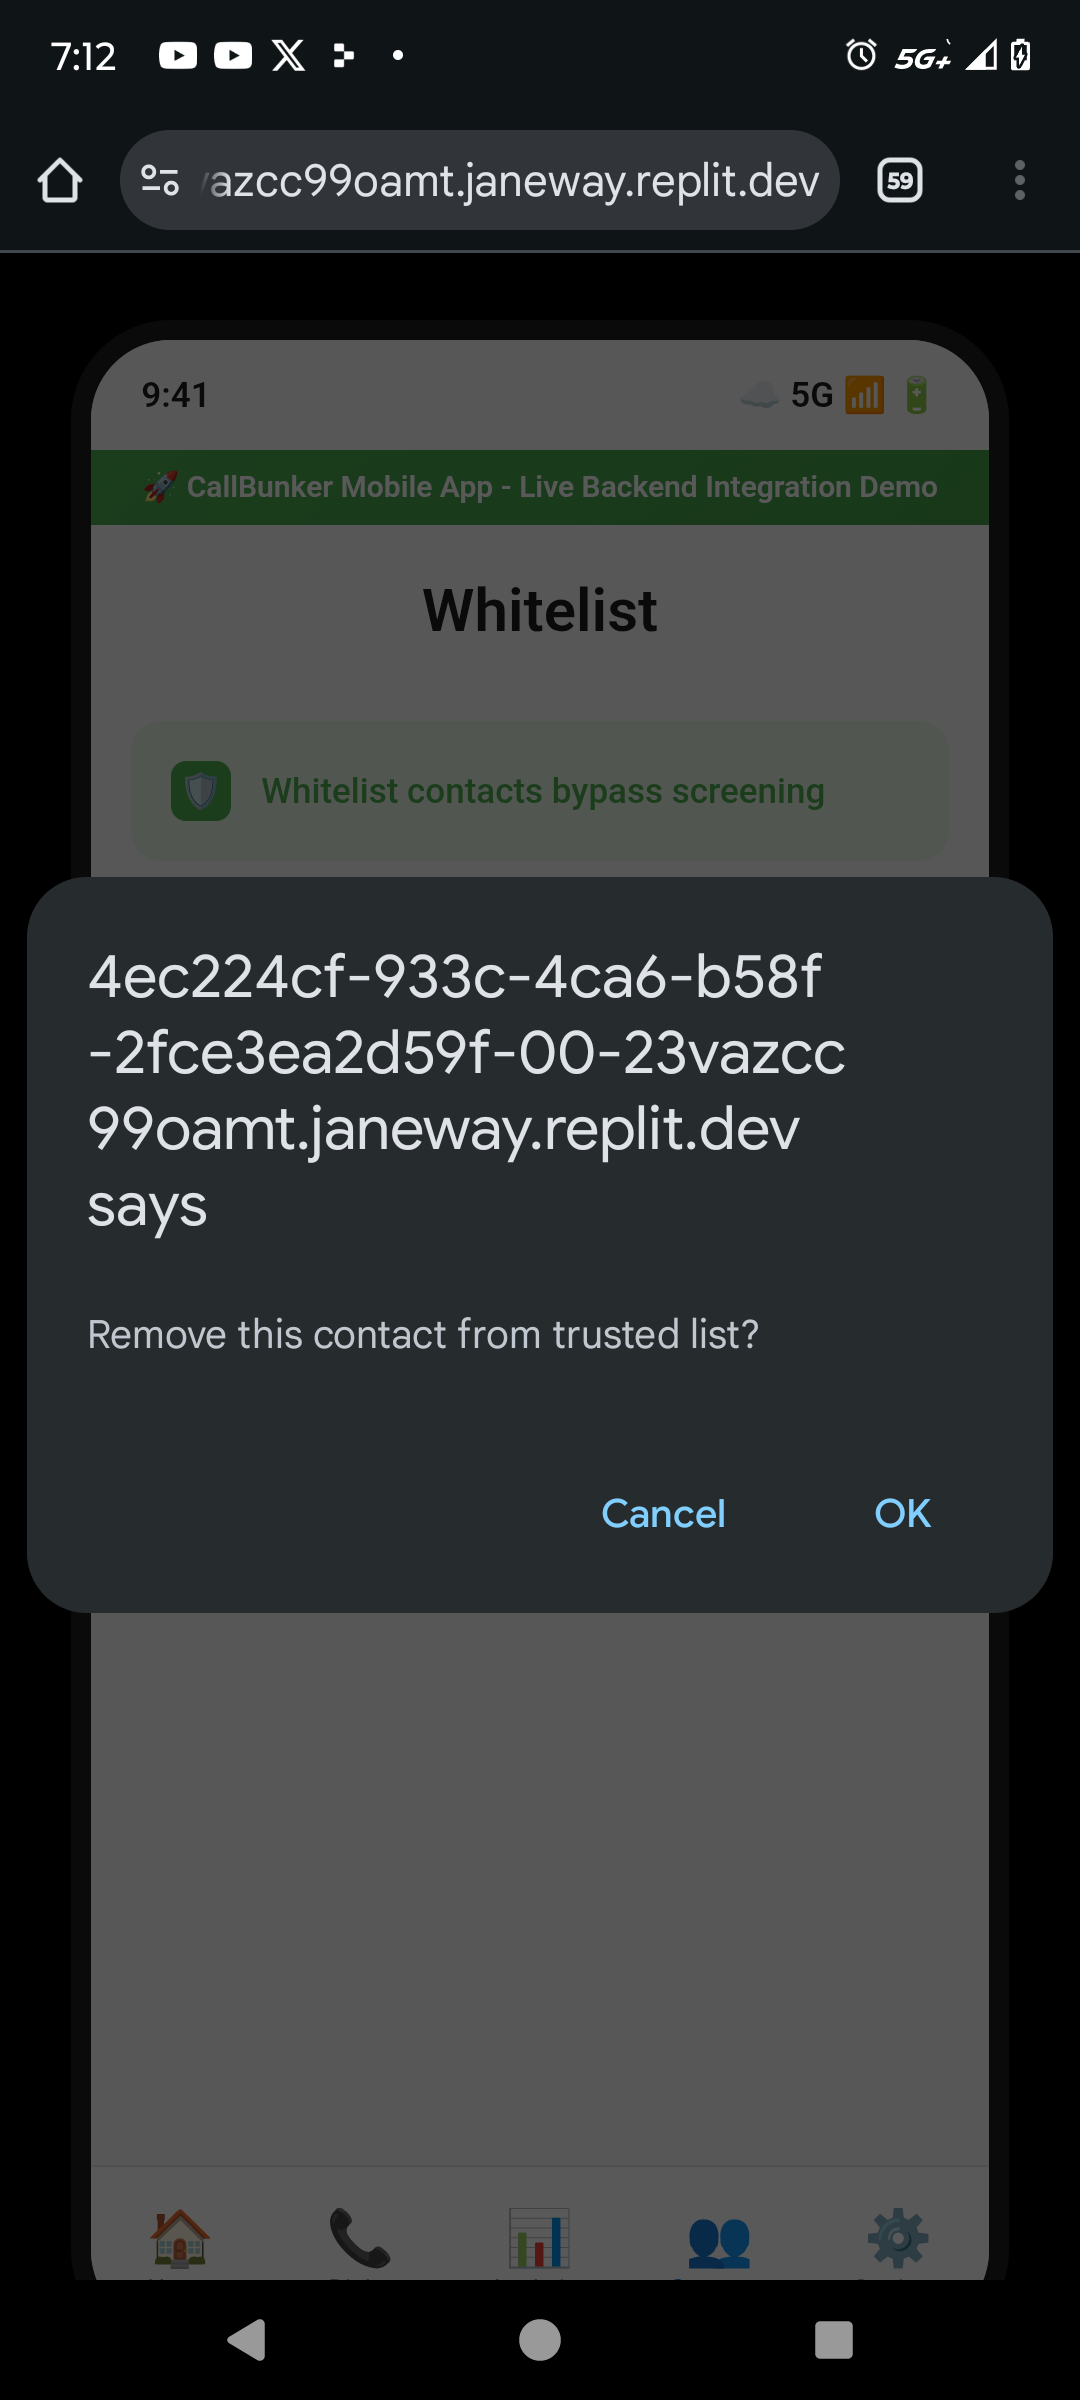 7:12
5G+
azcc99oamt.janeway.replit.dev
59
9:41
5G
CallBunker Mobile App - Live Backend Integration Demo
Whitelist
Whitelist contacts bypass screening
4ec224cf-933c-4ca6-b58f
-2fce3ea2d59f-00-23vazcc
99oamt.janeway.replit.dev
says
Remove this contact from trusted list?
Cancel
OK